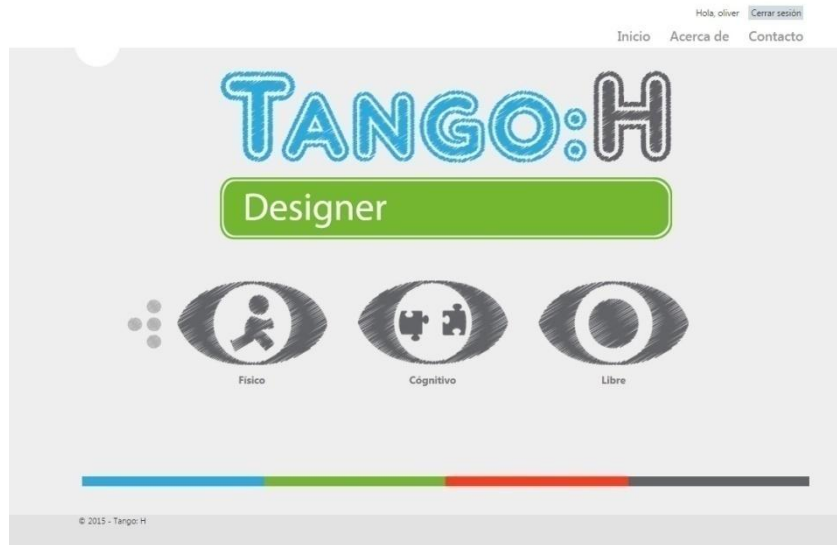 Hola, oliver Cerrar sesión
Inicio Acerca de Contacto
TANGO:H
Designer
Físico Cógnitivo Libre
© 2015 - Tango: H